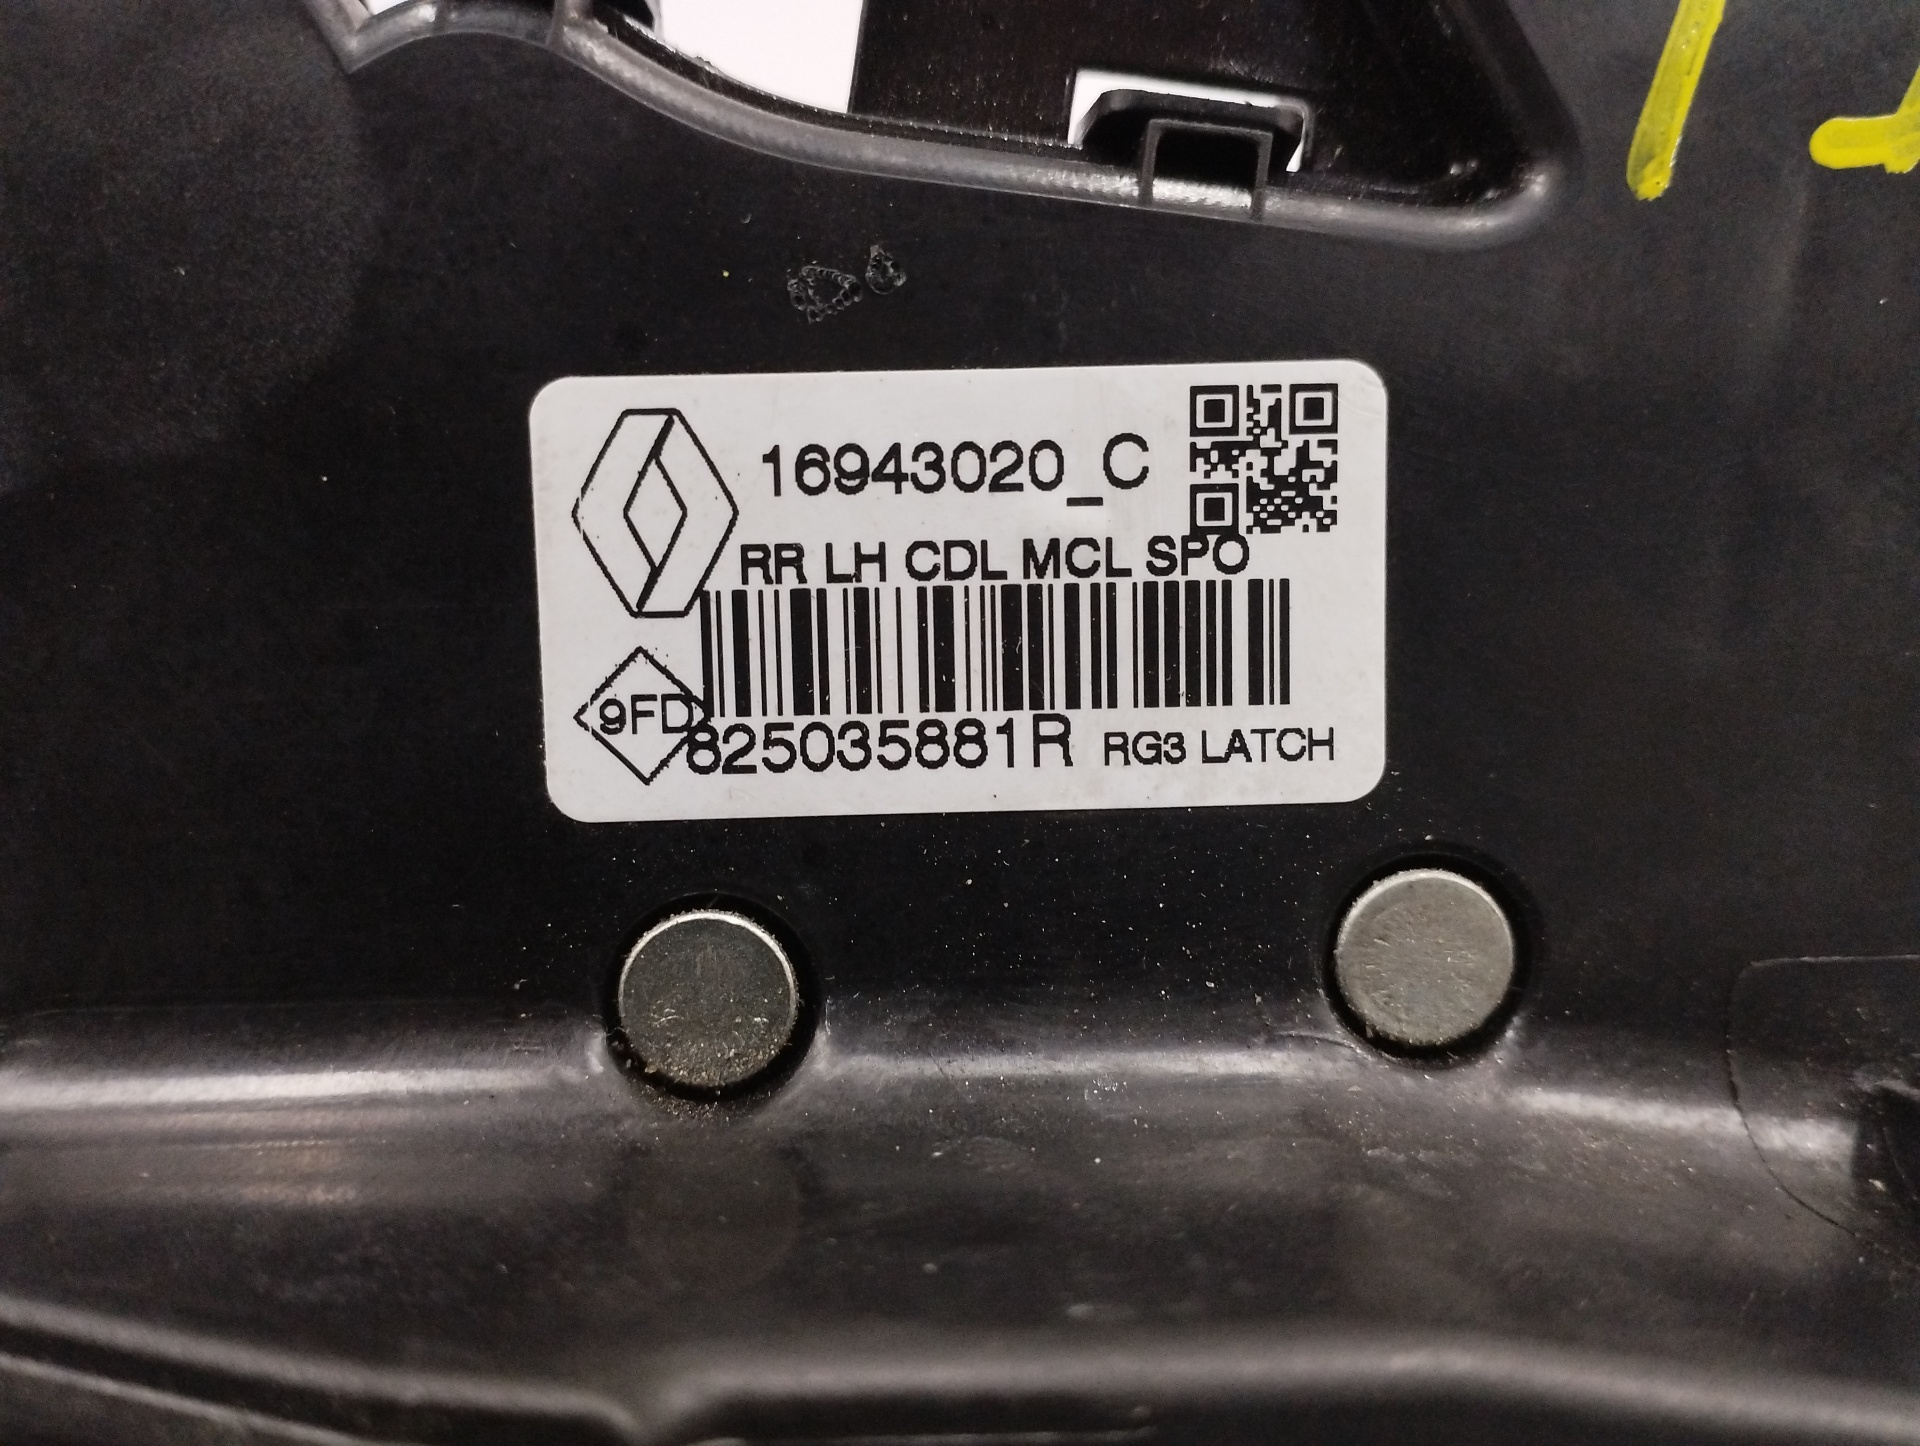 16943020_C
RR LH CDL MCL SPO
9FD
825035881R RG3 LATCH